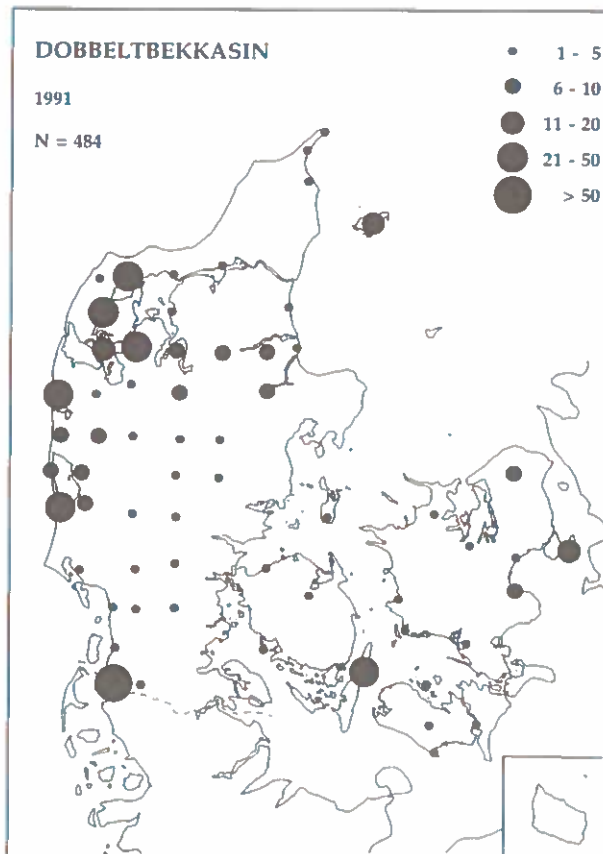 DOBBELTBEKKASIN
1991
N = 484
1 - 5
6 - 10
11 - 20
21 - 50
> 50